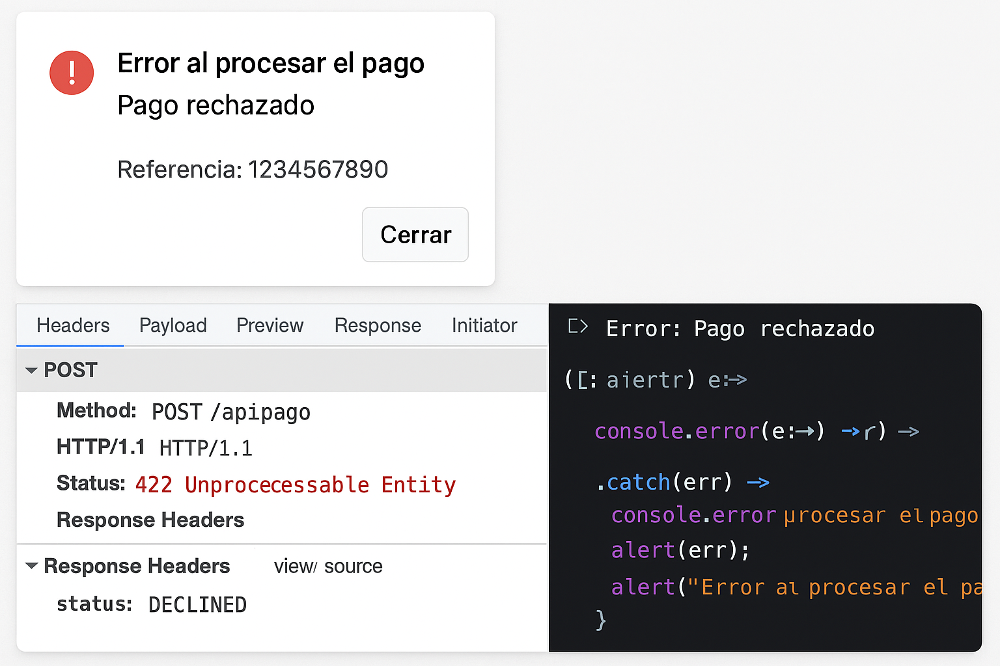 Error al procesar el pago
Pago rechazado
Referencia: 1234567890
Cerrar
Headers Payload Preview Response Initiator
POST
Method: POST /apipago
HTTP/1.1 HTTP/1.1
Status: 422 Unprocecessable Entity
Response Headers
Response Headers view/ source
status: DECLINED
Error: Pago rechazado
([: aiertr) e:->
console.error(e:→) →r) ->
.catch(err) ->
console.error µrocesar el pago
alert(err);
alert("Error al procesar el pa
}